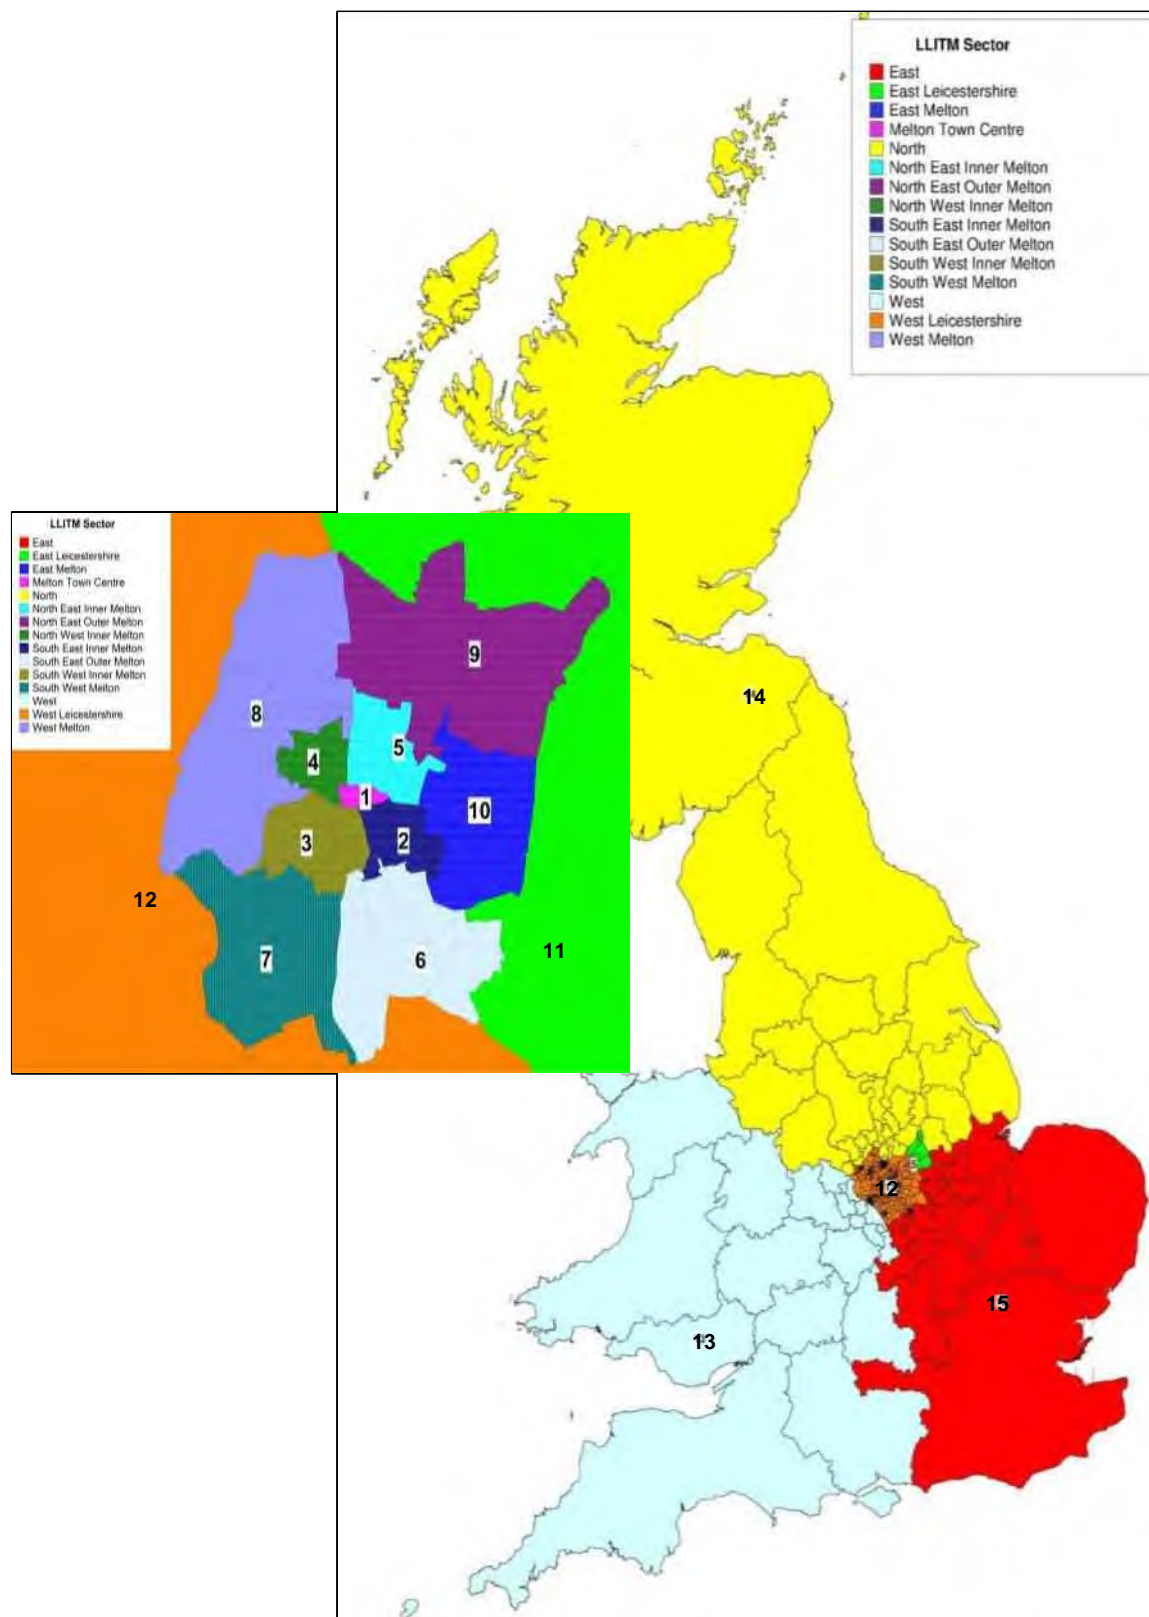 LLITM Sector
East
East Leicestershire
East Melton
Melton Town Centre
North
North East Inner Melton
North East Outer Melton
North West Inner Melton
South East Inner Melton
South East Outer Melton
South West Inner Melton
South West Melton
West
West Leicestershire
West Melton
LLITM Sector
East
East Leicestershire
East Melton
Melton Town Centre
North
North East Inner Melton
North East Outer Melton
North West Inner Melton
South East Inner Melton
South East Outer Melton
South West Inner Melton
South West Melton
West
West Leicestershire
West Melton
9
14
8
5
4
1
10
3
2
12
11
7
6
12
15
13